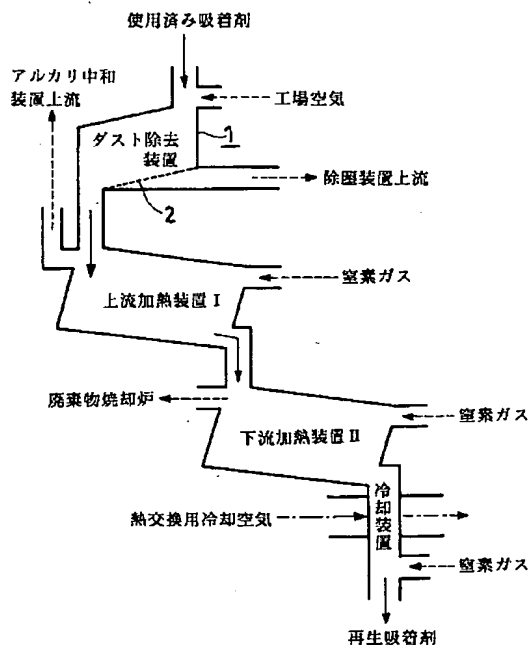 使用済み吸着剤
アルカリ中和
装置上流
工場空気
1
ダスト除去
装置
除塵装置上流
2
窒素ガス
上流加熱装置Ⅰ
廃棄物焼却炉
窒素ガス
下流加熱装置Ⅱ
冷却装置
熱交換用冷却空気
窒素ガス
再生吸着剤